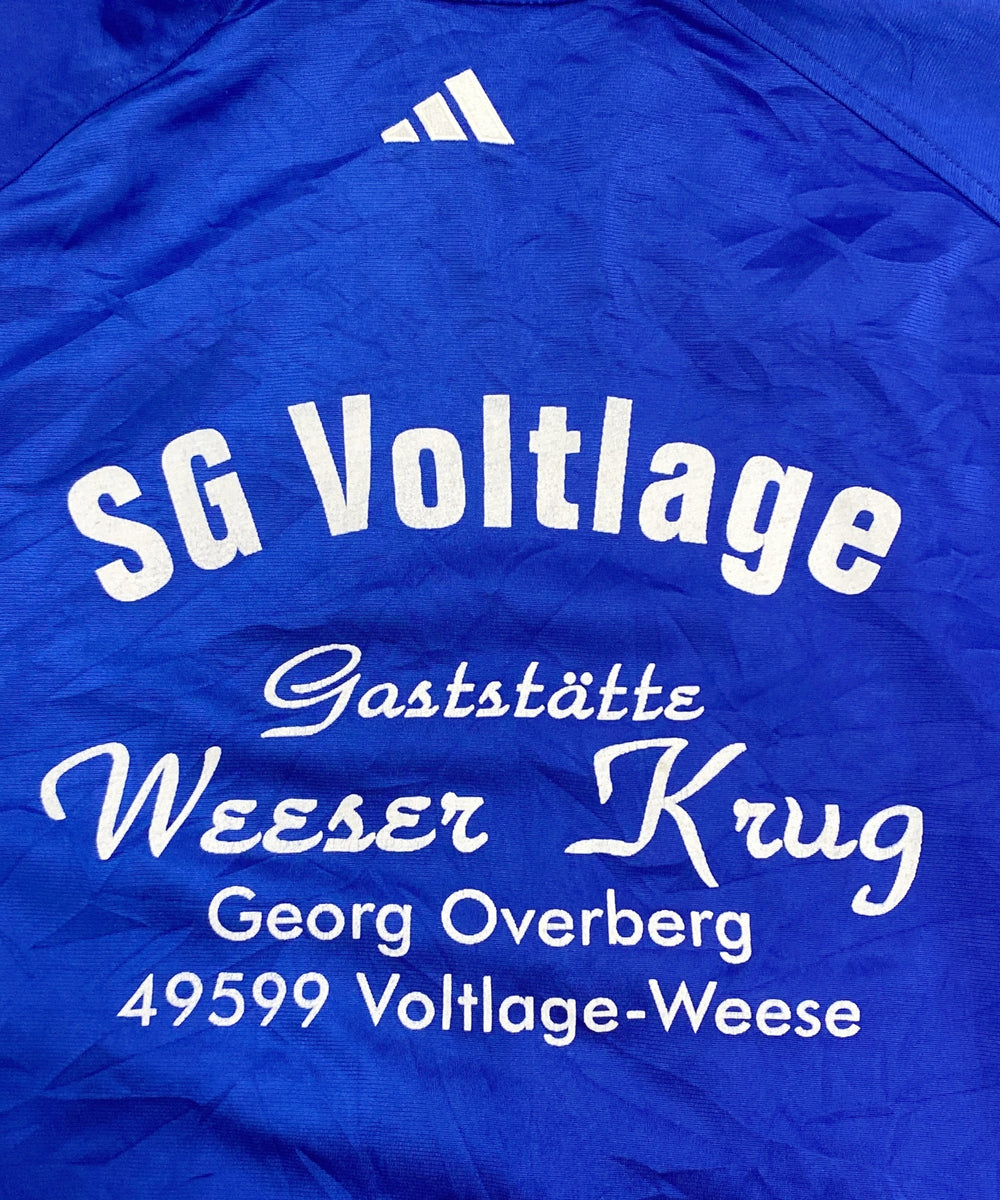 SG Voltlage
Gaststätte
Weeser Krug
Georg Overberg
49599 Voltlage-Weese